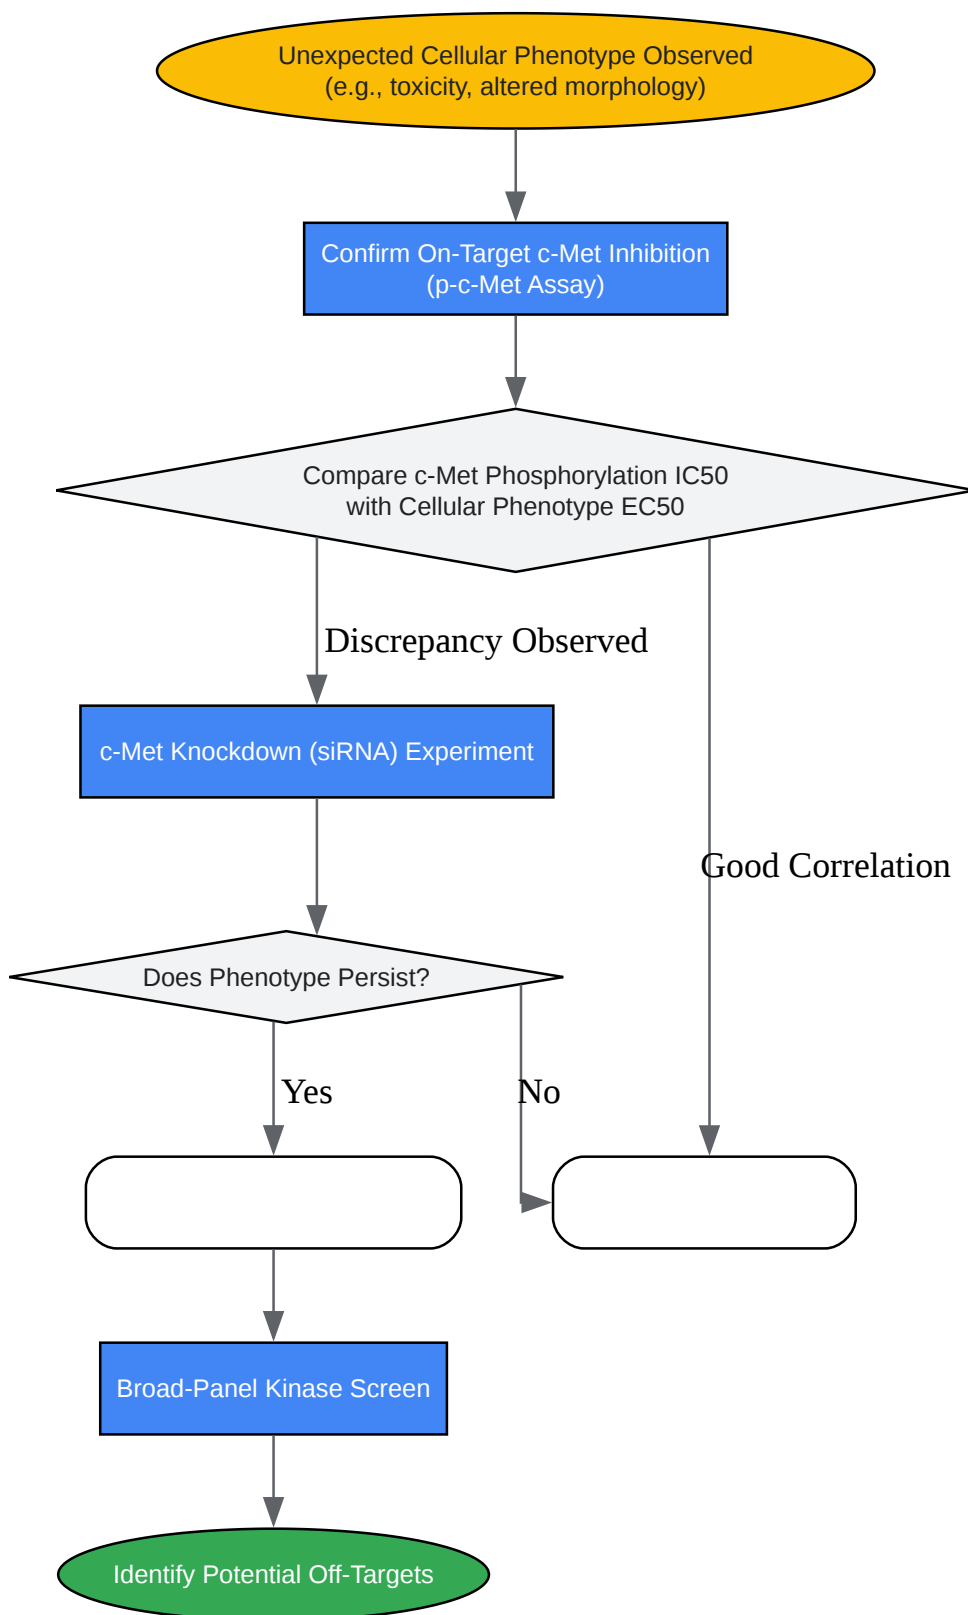 Unexpected Cellular Phenotype Observed
(e.g., toxicity, altered morphology)
Confirm On-Target c-Met Inhibition
(p-c-Met Assay)
Compare c-Met Phosphorylation IC50
with Cellular Phenotype EC50
Discrepancy Observed
c-Met Knockdown (siRNA) Experiment
Good Correlation
Does Phenotype Persist?
Yes
No
Broad-Panel Kinase Screen
Identify Potential Off-Targets